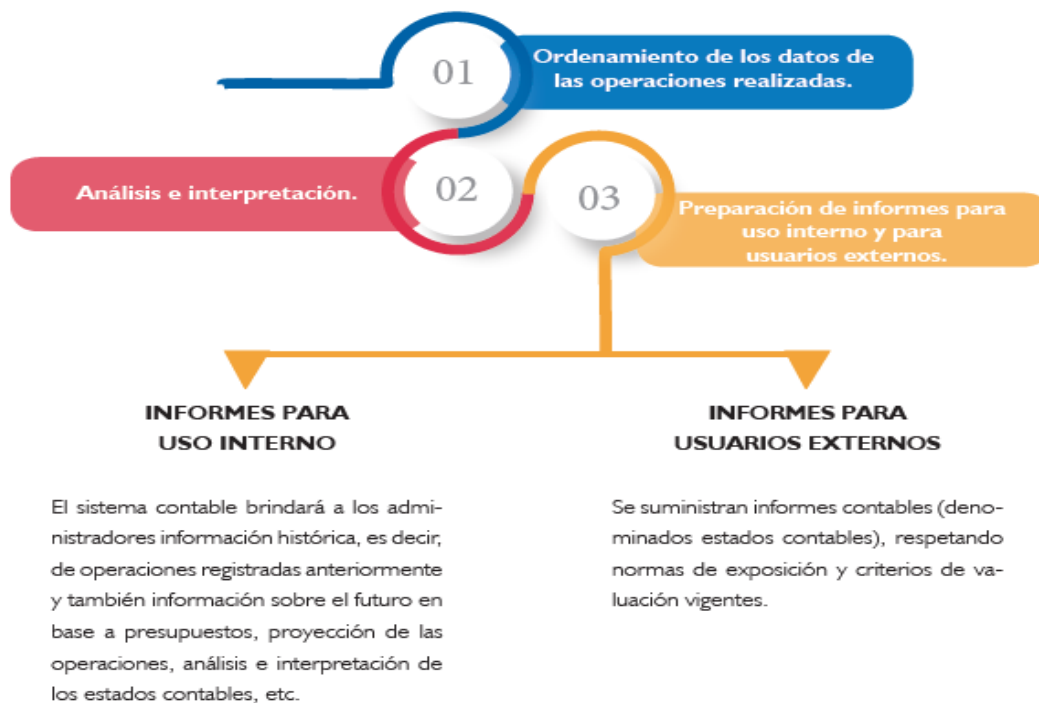 01
Ordenamiento de los datos de
las operaciones realizadas.
Análisis e interpretación.
02
03
Preparación de informes para
uso interno y para
usuarios externos.
INFORMES PARA
USO INTERNO
El sistema contable brindará a los admi-
nistradores información histórica, es decir,
de operaciones registradas anteriormente
y también información sobre el futuro en
base a presupuestos, proyección de las
operaciones, análisis e interpretación de
los estados contables, etc.
INFORMES PARA
USUARIOS EXTERNOS
Se suministran informes contables (deno-
minados estados contables), respetando
normas de exposición y criterios de va-
luación vigentes.